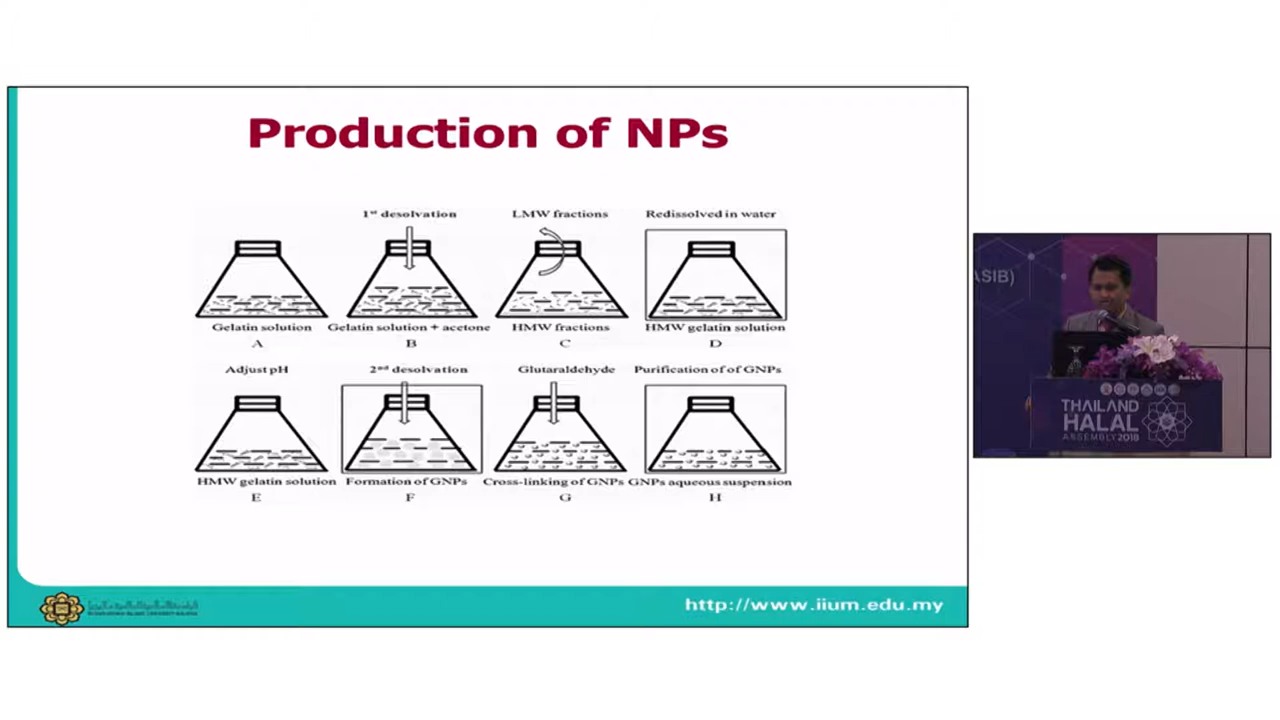 Production of NPs
1st desolvation
LMW fractions
Redissolved in water
Gelatin solution
Gelatin solution + acetone
HMW fractions
HMW gelatin solution
A
B
C
D
Adjust pH
2nd desolvation
Glutaraldehyde
Purification of of GNPs
HMW gelatin solution
Formation of GNPs
Cross-linking of GNPs
GNPs aqueous suspension
E
F
G
H
http://www.iium.edu.my
ASIB)
THAILAND
HALAL
ASSEMBLY 2018